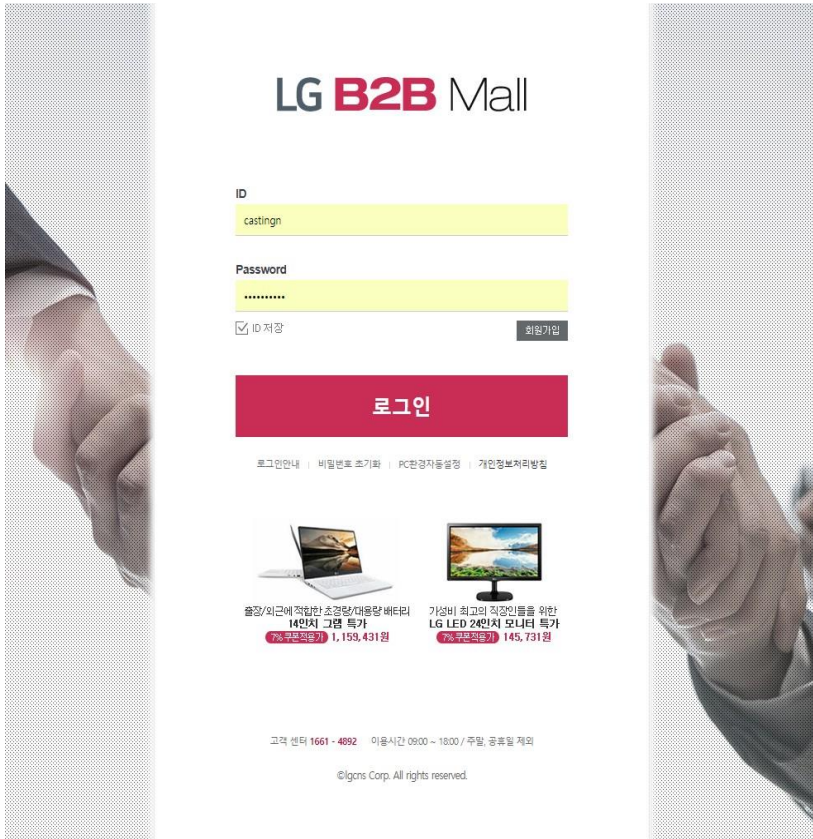 LG B2B Mall
ID
castingn
Password
••••••••••
ID 저장
회원가입
로그인
로그인안내 | 비밀번호 초기화 | PC환경자동설정 | 개인정보처리방침
출장/외근에 적합한 초경량/대용량 배터리
14인치 그램 특가
7% 쿠폰적용가 1,159,431원
가성비 최고의 직장인들을 위한
LG LED 24인치 모니터 특가
7% 쿠폰적용가 145,731원
고객 센터 1661 - 4892 이용시간 09:00 ~ 18:00 / 주말, 공휴일 제외
©lgcns Corp. All rights reserved.